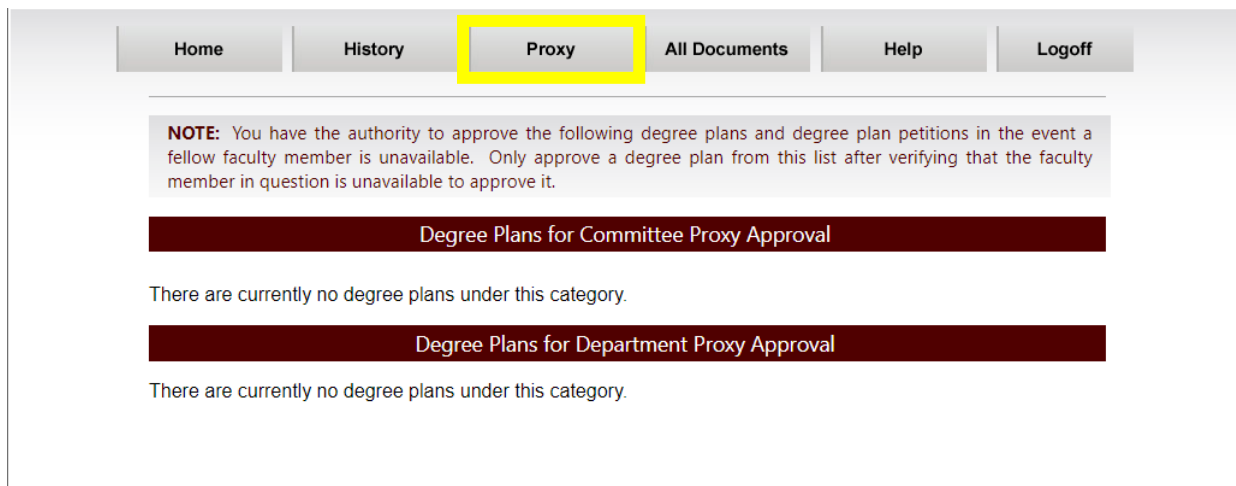 Home History Proxy All Documents Help Logoff
NOTE: You have the authority to approve the following degree plans and degree plan petitions in the event a
fellow faculty member is unavailable. Only approve a degree plan from this list after verifying that the faculty
member in question is unavailable to approve it.
Degree Plans for Committee Proxy Approval
There are currently no degree plans under this category.
Degree Plans for Department Proxy Approval
There are currently no degree plans under this category.